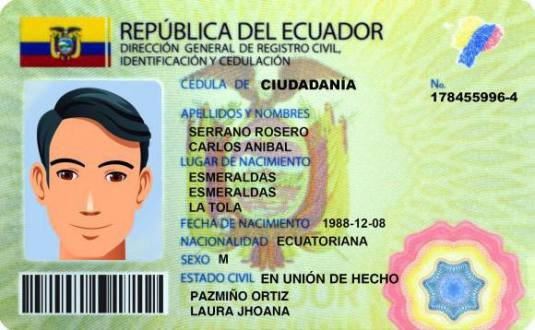 REPÚBLICA DEL ECUADOR
DIRECCIÓN GENERAL DE REGISTRO CIVIL,
IDENTIFICACIÓN Y CEDULACIÓN
CÉDULA DE CIUDADANÍA
No.
178455996-4
APELLIDOS Y NOMBRES
SERRANO ROSERO
CARLOS ANIBAL
LUGAR DE NACIMIENTO
ESMERALDAS
ESMERALDAS
LA TOLA
FECHA DE NACIMIENTO 1988-12-08
NACIONALIDAD ECUATORIANA
SEXO M
ESTADO CIVIL EN UNIÓN DE HECHO
PAZMIÑO ORTIZ
LAURA JHOANA